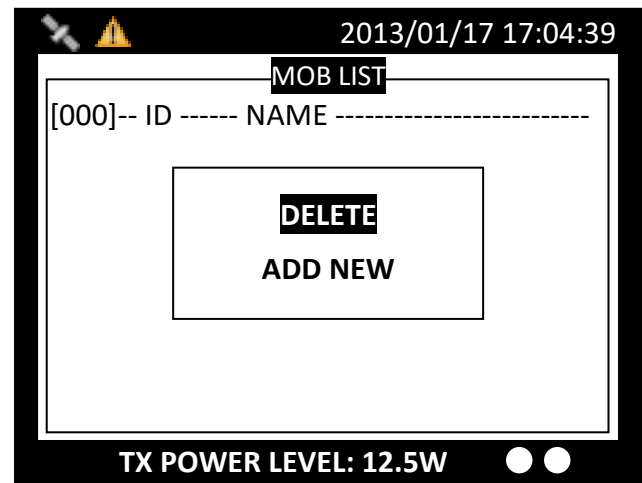 2013/01/17 17:04:39
MOB LIST
[000]-- ID ------ NAME --------------------------
DELETE
ADD NEW
TX POWER LEVEL: 12.5W